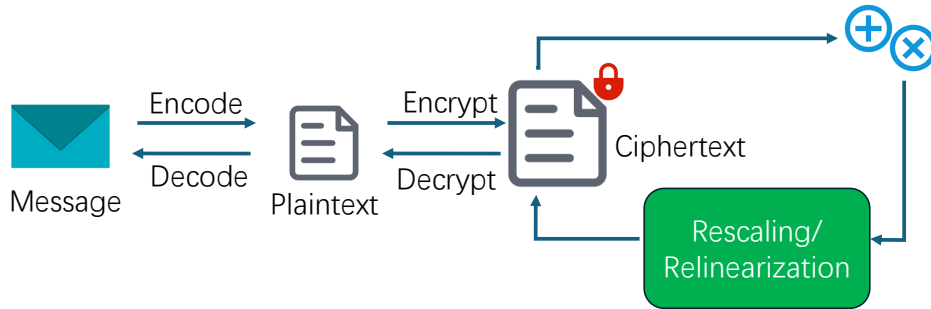 Encode
Decode
Message
Plaintext
Encrypt
Decrypt
Ciphertext
Rescaling/
Relinearization